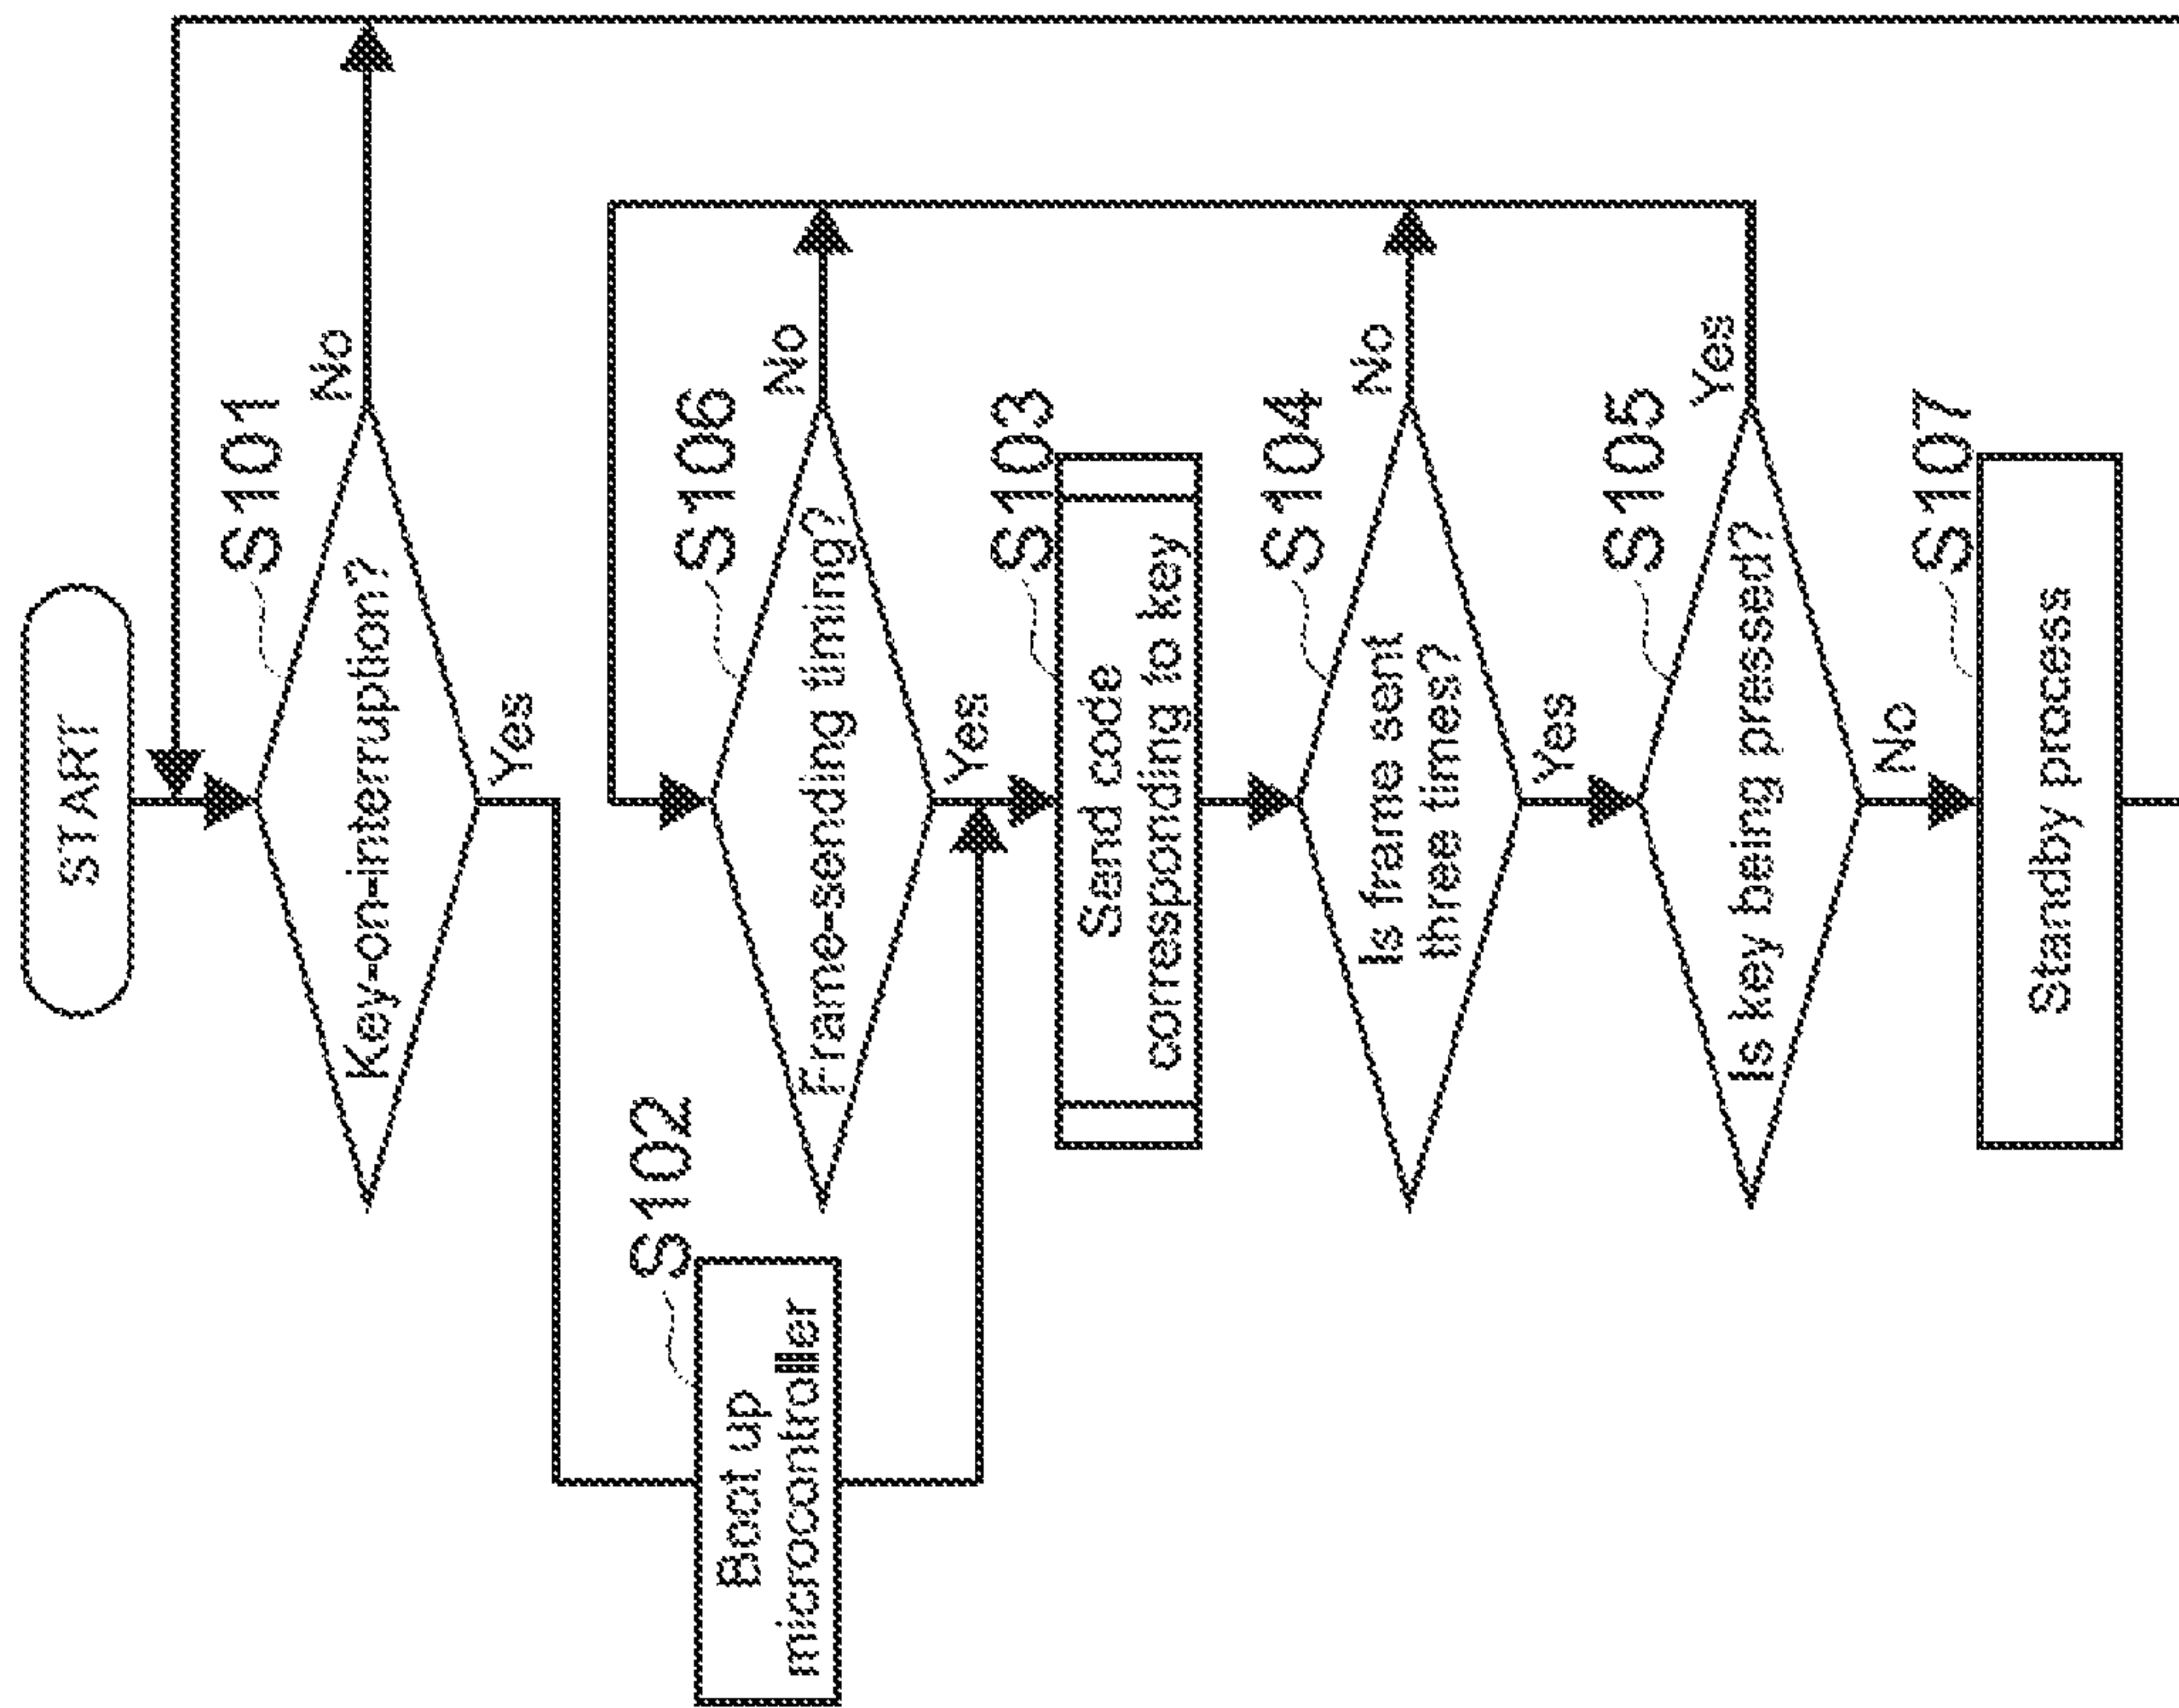 START
S101
Key-on-interruption?
No
Yes
S102
Boot up
microcontroller
S106
Frame-sending timing?
No
Yes
S103
Send code
corresponding to key
S104
Is frame sent
three times?
No
Yes
S105
Is key being pressed?
Yes
No
S107
Standby process